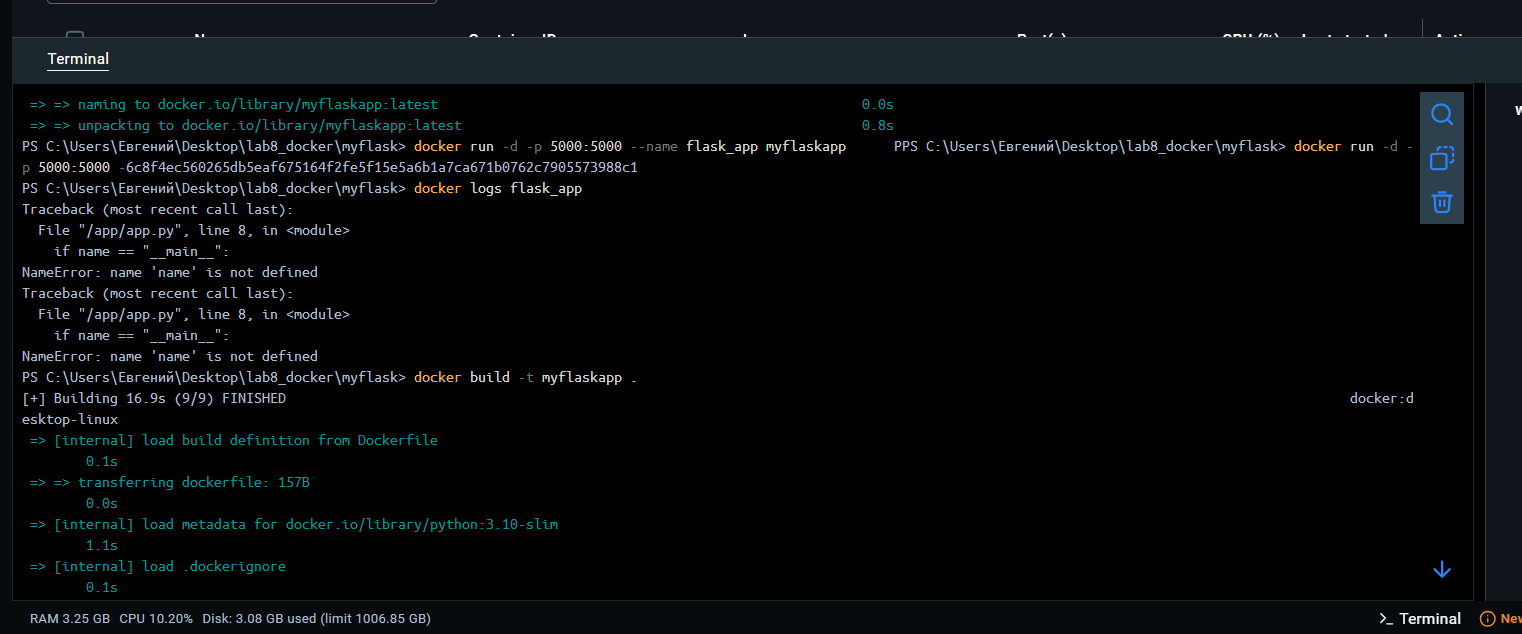 Terminal
=> => naming to docker.io/library/myflaskapp:latest 0.0s
=> => unpacking to docker.io/library/myflaskapp:latest 0.8s
PS C:\Users\Евгений\Desktop\lab8_docker\myflask> docker run -d -p 5000:5000 --name flask_app myflaskapp PPS C:\Users\Евгений\Desktop\lab8_docker\myflask> docker run -d -
p 5000:5000 -6c8f4ec560265db5eaf675164f2fe5f15e5a6b1a7ca671b0762c7905573988c1
PS C:\Users\Евгений\Desktop\lab8_docker\myflask> docker logs flask_app
Traceback (most recent call last):
File "/app/app.py", line 8, in <module>
if name == "__main__":
NameError: name 'name' is not defined
Traceback (most recent call last):
File "/app/app.py", line 8, in <module>
if name == "__main__":
NameError: name 'name' is not defined
PS C:\Users\Евгений\Desktop\lab8_docker\myflask> docker build -t myflaskapp .
[+] Building 16.9s (9/9) FINISHED docker:d
esktop-linux
=> [internal] load build definition from Dockerfile
0.1s
=> => transferring dockerfile: 157B
0.0s
=> [internal] load metadata for docker.io/library/python:3.10-slim
1.1s
=> [internal] load .dockerignore
0.1s
RAM 3.25 GB CPU 10.20% Disk: 3.08 GB used (limit 1006.85 GB) >_ Terminal